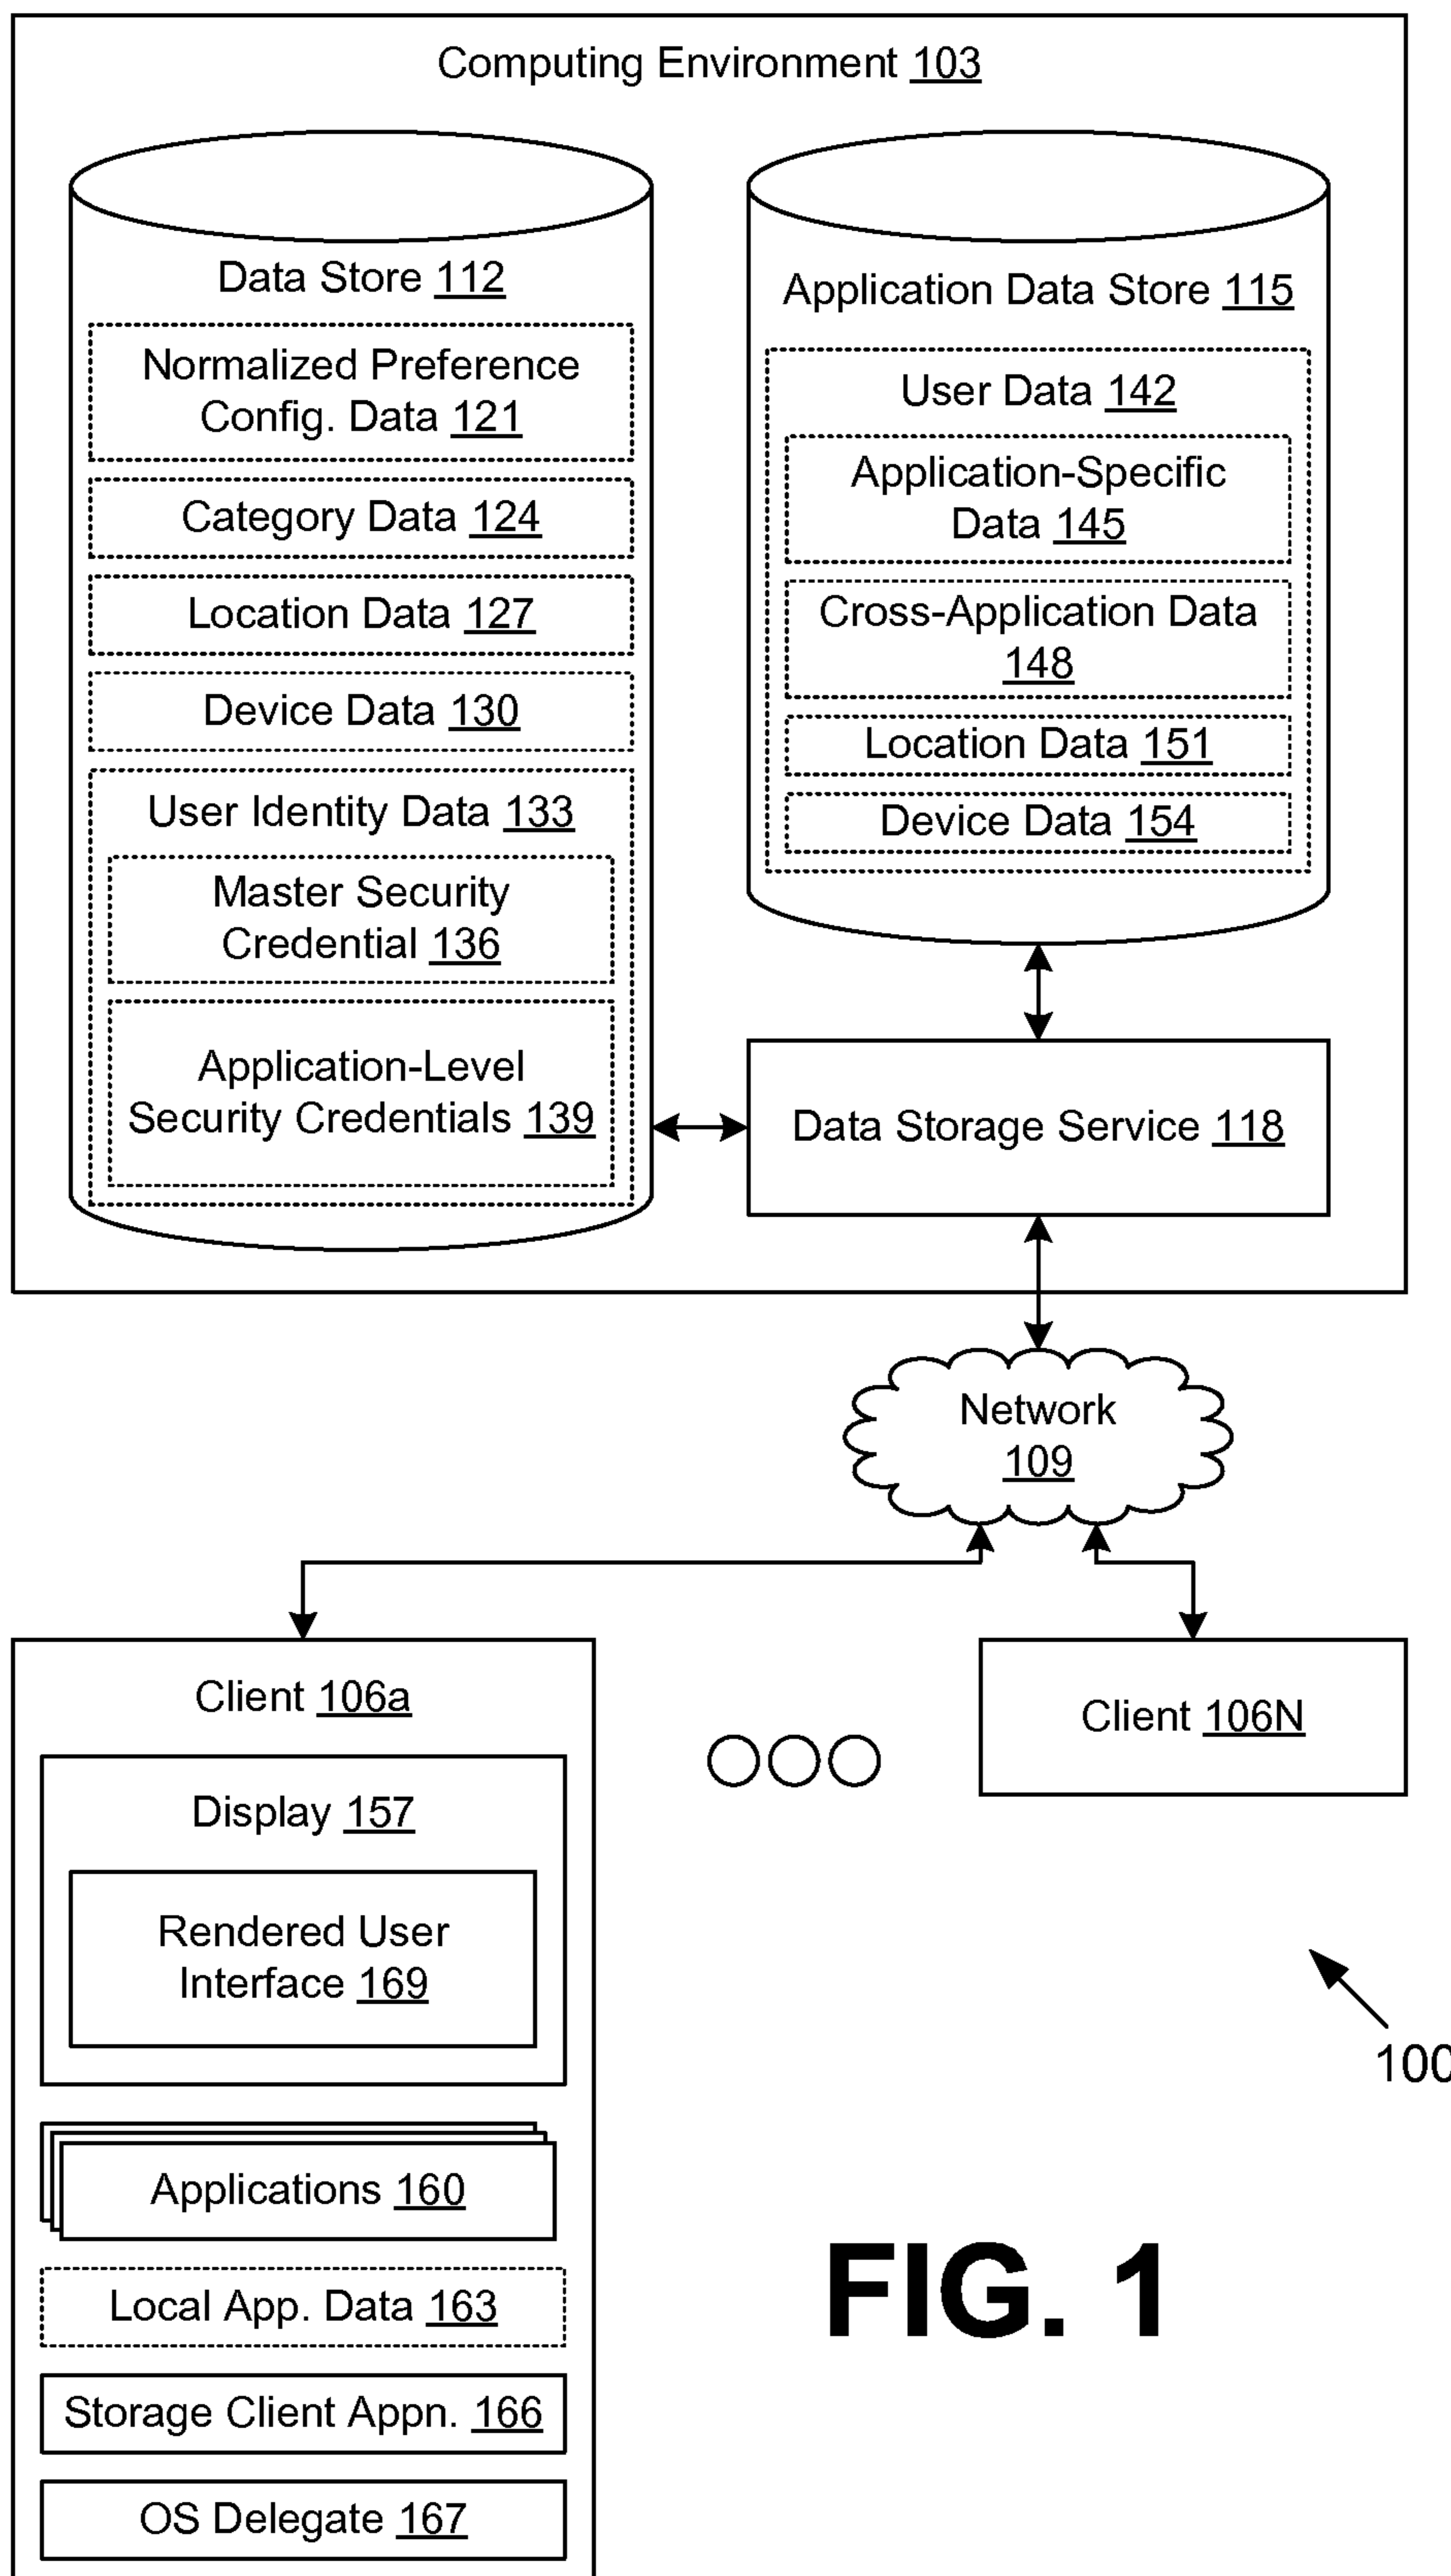 Computing Environment 103
Data Store 112
Normalized Preference
Config. Data 121
Category Data 124
Location Data 127
Device Data 130
User Identity Data 133
Master Security
Credential 136
Application-Level
Security Credentials 139
Application Data Store 115
User Data 142
Application-Specific
Data 145
Cross-Application Data
148
Location Data 151
Device Data 154
Data Storage Service 118
Network
109
Client 106a
Display 157
Rendered User
Interface 169
Applications 160
Local App. Data 163
Storage Client Appn. 166
OS Delegate 167
Client 106N
100
FIG. 1